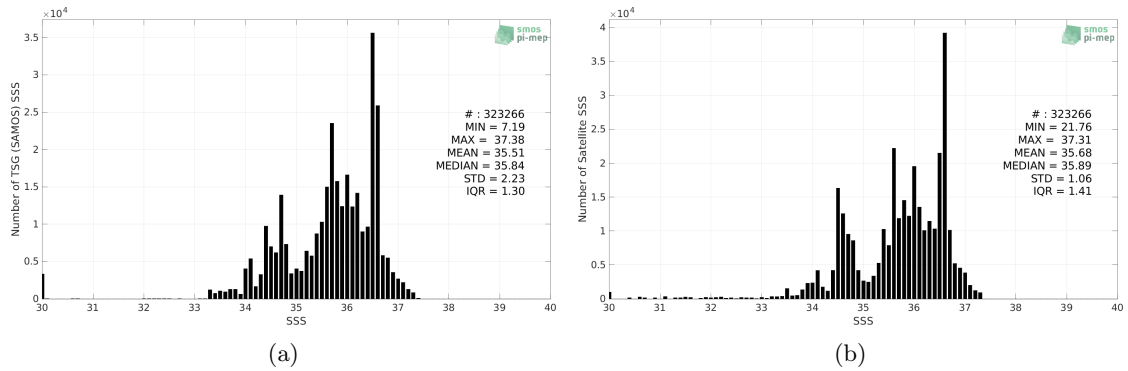 ×10⁴
3.5
3
2.5
2
1.5
1
0.5
0
Number of TSG (SAMOS) SSS
smos
pi-mep
# : 323266
MIN = 7.19
MAX = 37.38
MEAN = 35.51
MEDIAN = 35.84
STD = 2.23
IQR = 1.30
30 31 32 33 34 35 36 37 38 39 40
SSS
(a)
×10⁴
4
3.5
3
2.5
2
1.5
1
0.5
0
Number of Satellite SSS
smos
pi-mep
# : 323266
MIN = 21.76
MAX = 37.31
MEAN = 35.68
MEDIAN = 35.89
STD = 1.06
IQR = 1.41
30 31 32 33 34 35 36 37 38 39 40
SSS
(b)